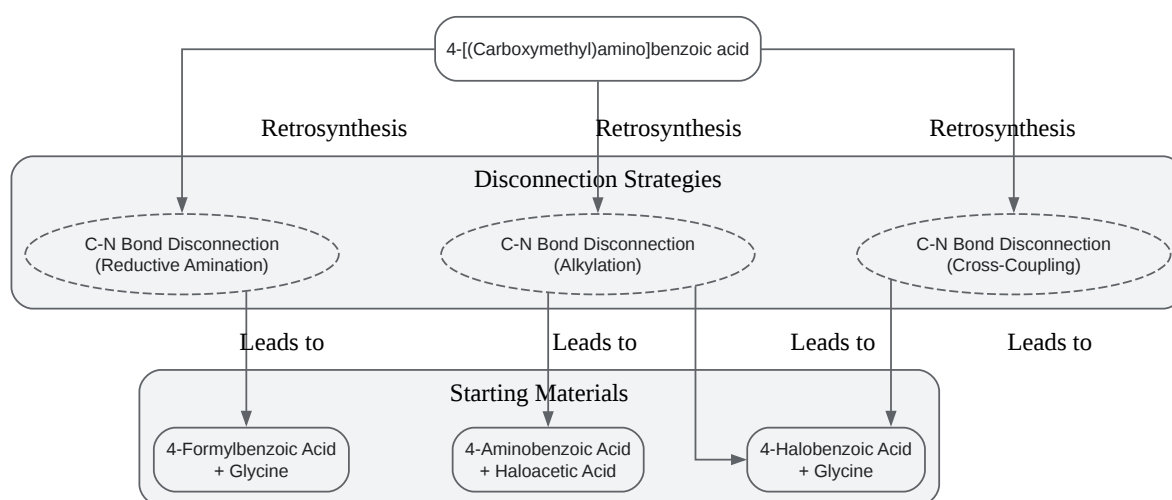 4-[(Carboxymethyl)amino]benzoic acid
Retrosynthesis
Retrosynthesis
Retrosynthesis
Disconnection Strategies
C-N Bond Disconnection
(Reductive Amination)
C-N Bond Disconnection
(Alkylation)
C-N Bond Disconnection
(Cross-Coupling)
Leads to
Leads to
Leads to
Leads to
Starting Materials
4-Formylbenzoic Acid
+ Glycine
4-Aminobenzoic Acid
+ Haloacetic Acid
4-Halobenzoic Acid
+ Glycine